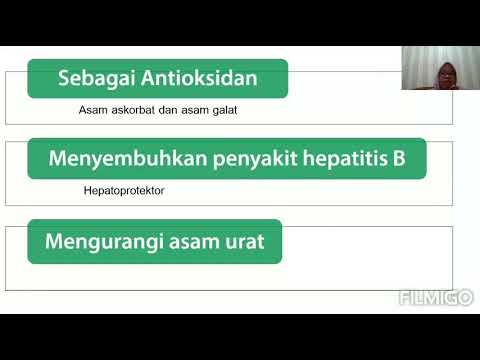 Sebagai Antioksidan
Asam askorbat dan asam galat
Menyembuhkan penyakit hepatitis B
Hepatoprotektor
Mengurangi asam urat
FILMIGO